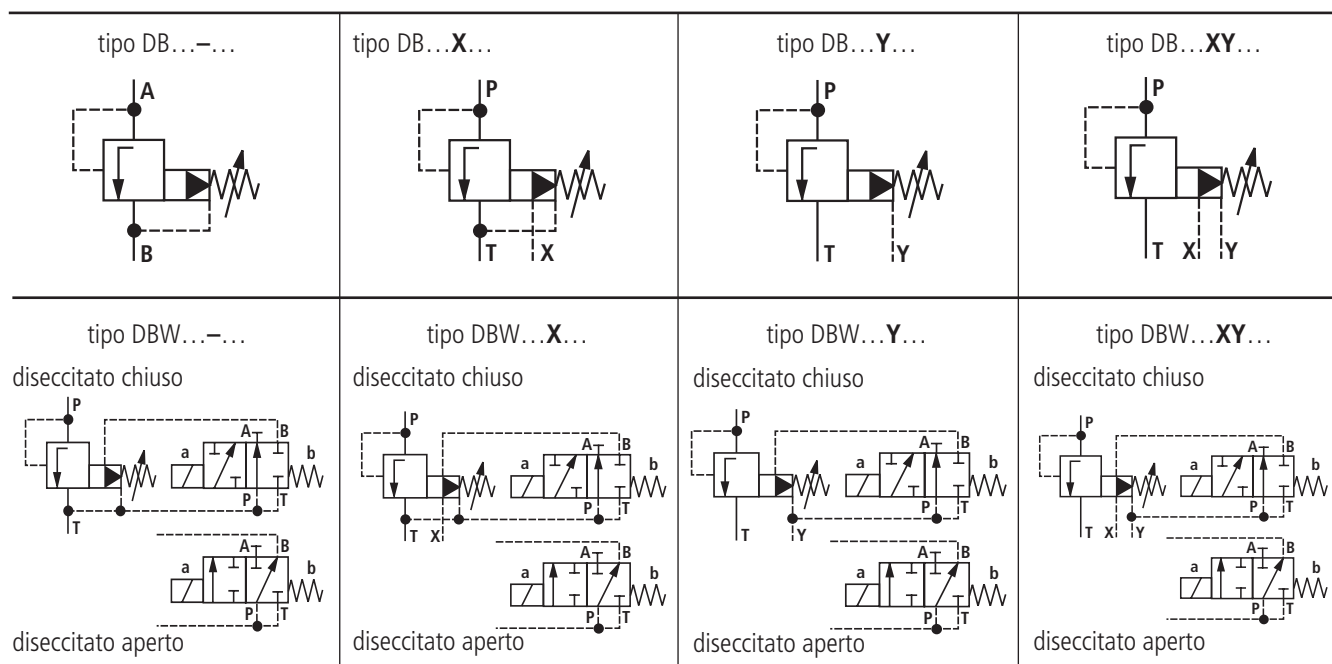 tipo DB...–...
A
B
tipo DB...X...
P
T
X
tipo DB...Y...
P
T
Y
tipo DB...XY...
P
T
X
Y
tipo DBW...–...
diseccitato chiuso
P
A
B
a
b
P
T
T
A
B
a
b
P
T
diseccitato aperto
tipo DBW...X...
diseccitato chiuso
P
A
B
a
b
P
T
T
X
A
B
a
b
P
T
diseccitato aperto
tipo DBW...Y...
diseccitato chiuso
P
A
B
a
b
P
T
T
Y
A
B
a
b
P
T
diseccitato aperto
tipo DBW...XY...
diseccitato chiuso
P
A
B
a
b
P
T
T
X
Y
A
B
a
b
P
T
diseccitato aperto